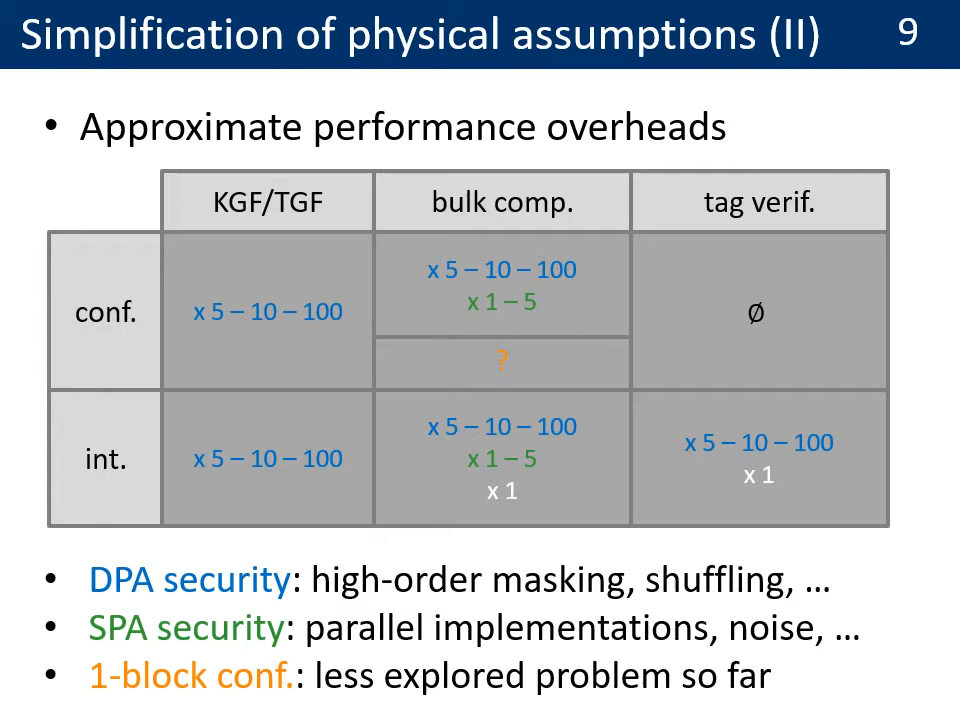 Simplification of physical assumptions (II) 9
• Approximate performance overheads
KGF/TGF bulk comp. tag verif.
conf. x 5 – 10 – 100 x 5 – 10 – 100 Ø
x 1 – 5
?
int. x 5 – 10 – 100 x 5 – 10 – 100 x 5 – 10 – 100
x 1 – 5 x 1
x 1
• DPA security: high-order masking, shuffling, …
• SPA security: parallel implementations, noise, …
• 1-block conf.: less explored problem so far